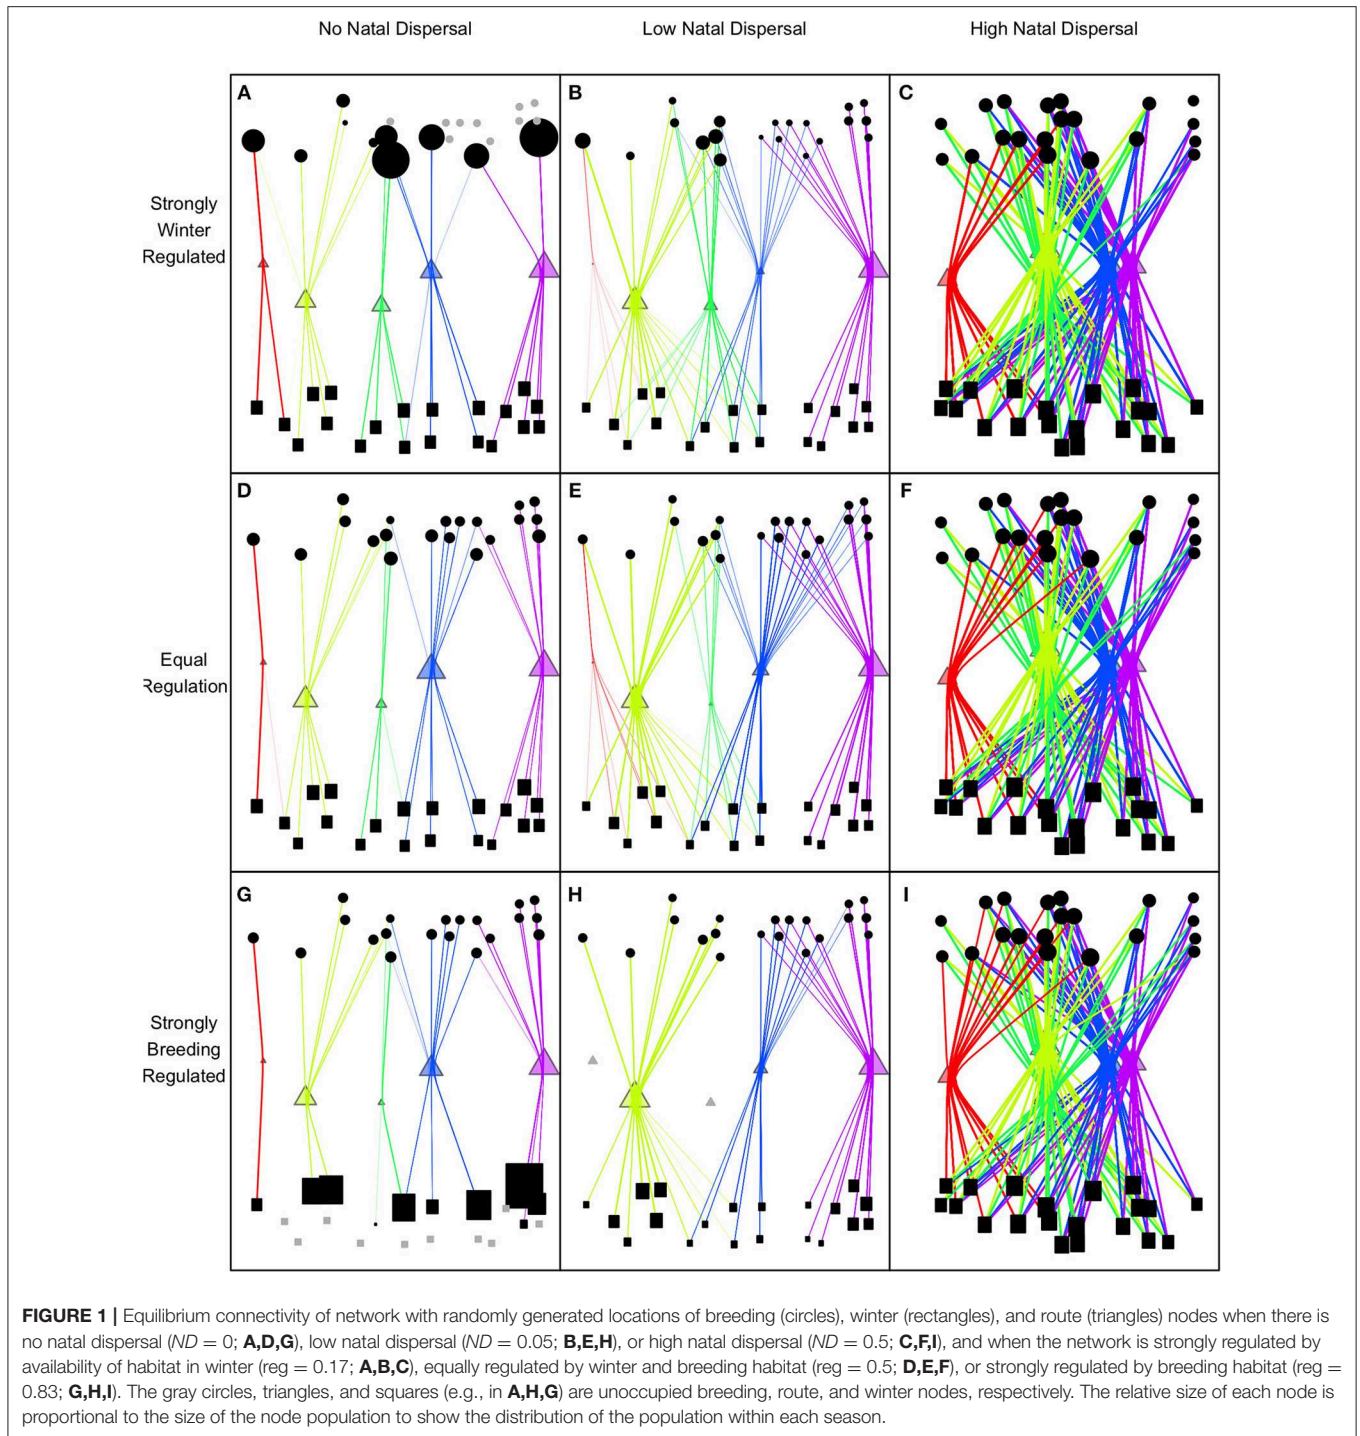 No Natal Dispersal
Low Natal Dispersal
High Natal Dispersal
A
B
C
Strongly
Winter
Regulated
D
E
F
Equal
Regulation
G
H
I
Strongly
Breeding
Regulated
FIGURE 1 | Equilibrium connectivity of network with randomly generated locations of breeding (circles), winter (rectangles), and route (triangles) nodes when there is
no natal dispersal (ND = 0; A,D,G), low natal dispersal (ND = 0.05; B,E,H), or high natal dispersal (ND = 0.5; C,F,I), and when the network is strongly regulated by
availability of habitat in winter (reg = 0.17; A,B,C), equally regulated by winter and breeding habitat (reg = 0.5; D,E,F), or strongly regulated by breeding habitat (reg =
0.83; G,H,I). The gray circles, triangles, and squares (e.g., in A,H,G) are unoccupied breeding, route, and winter nodes, respectively. The relative size of each node is
proportional to the size of the node population to show the distribution of the population within each season.